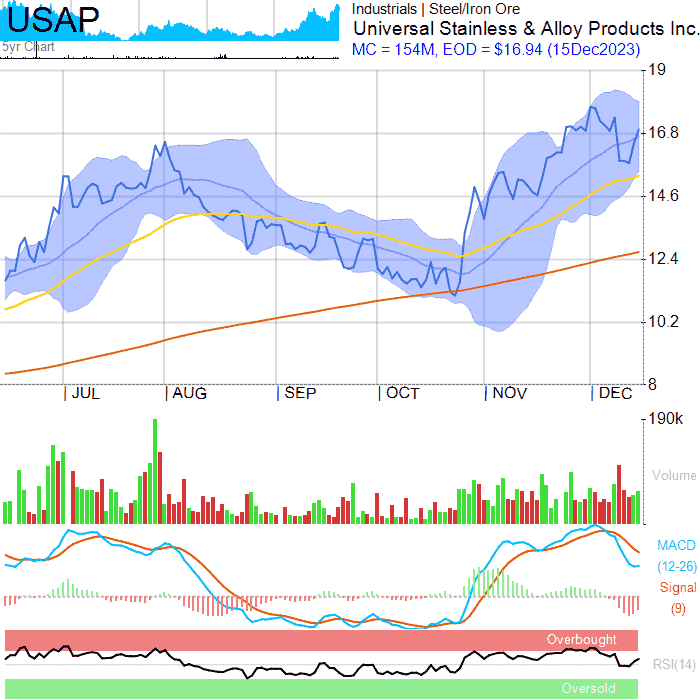 USAP
5yr Chart
Industrials | Steel/Iron Ore
Universal Stainless & Alloy Products Inc.
MC = 154M, EOD = $16.94 (15Dec2023)
19
16.8
14.6
12.4
10.2
8
JUL
AUG
SEP
OCT
NOV
DEC
190k
Volume
MACD
(12-26)
Signal
(9)
Overbought
RSI(14)
Oversold